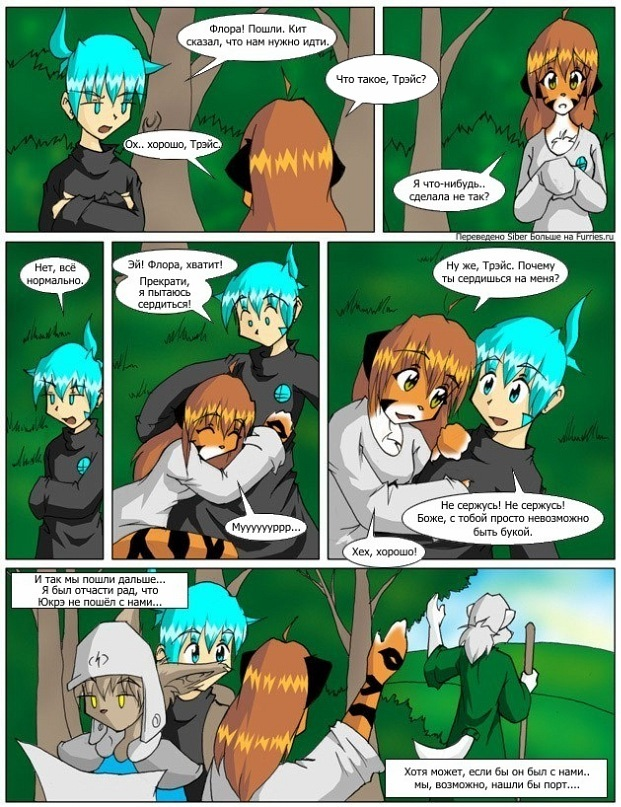 Флора! Пошли. Кит
сказал, что нам нужно идти.
Что такое, Трэйс?
Ох.. хорошо, Трэйс.
Я что-нибудь..
сделала не так?
Переведено Siber Больше на Furries.ru
Нет, всё
нормально.
Эй! Флора, хватит!
Прекрати,
я пытаюсь
сердиться!
Муууууурр...
Ну же, Трэйс. Почему
ты сердишься на меня?
Не сержусь! Не сержусь!
Боже, с тобой просто невозможно
быть букой.
Хех, хорошо!
И так мы пошли дальше...
Я был отчасти рад, что
Юкрэ не пошёл с нами...
Хотя может, если бы он был с нами..
мы, возможно, нашли бы порт....